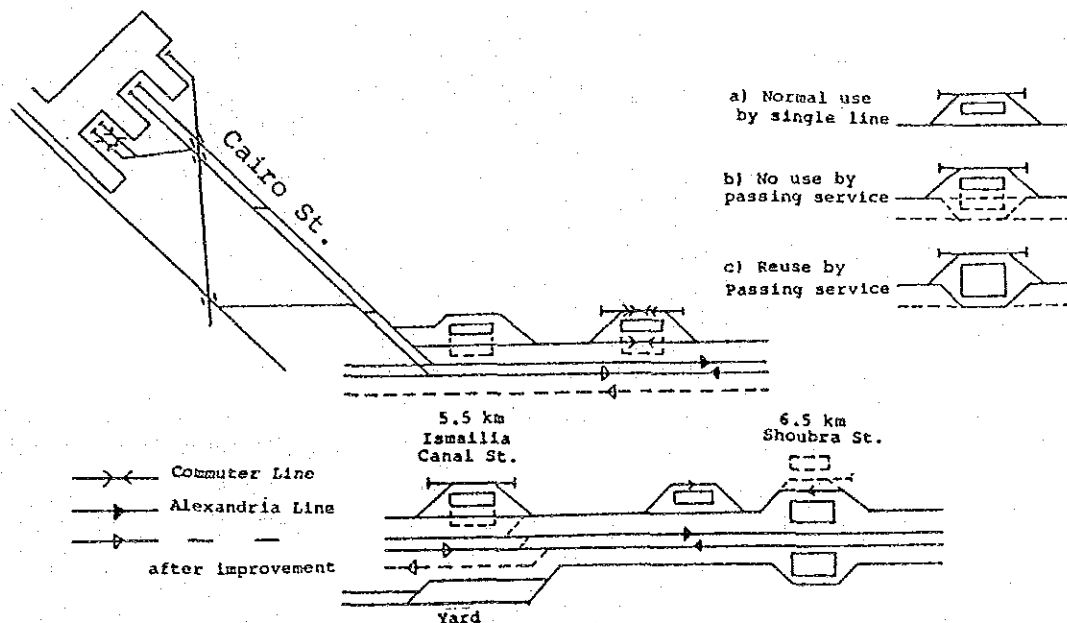 Cairo St.
a) Normal use
by single line
b) No use by
passing service
c) Reuse by
Passing service
5.5 km
Ismailia
Canal St.
6.5 km
Shoubra St.
Commuter Line
Alexandria Line
after improvement
Yard